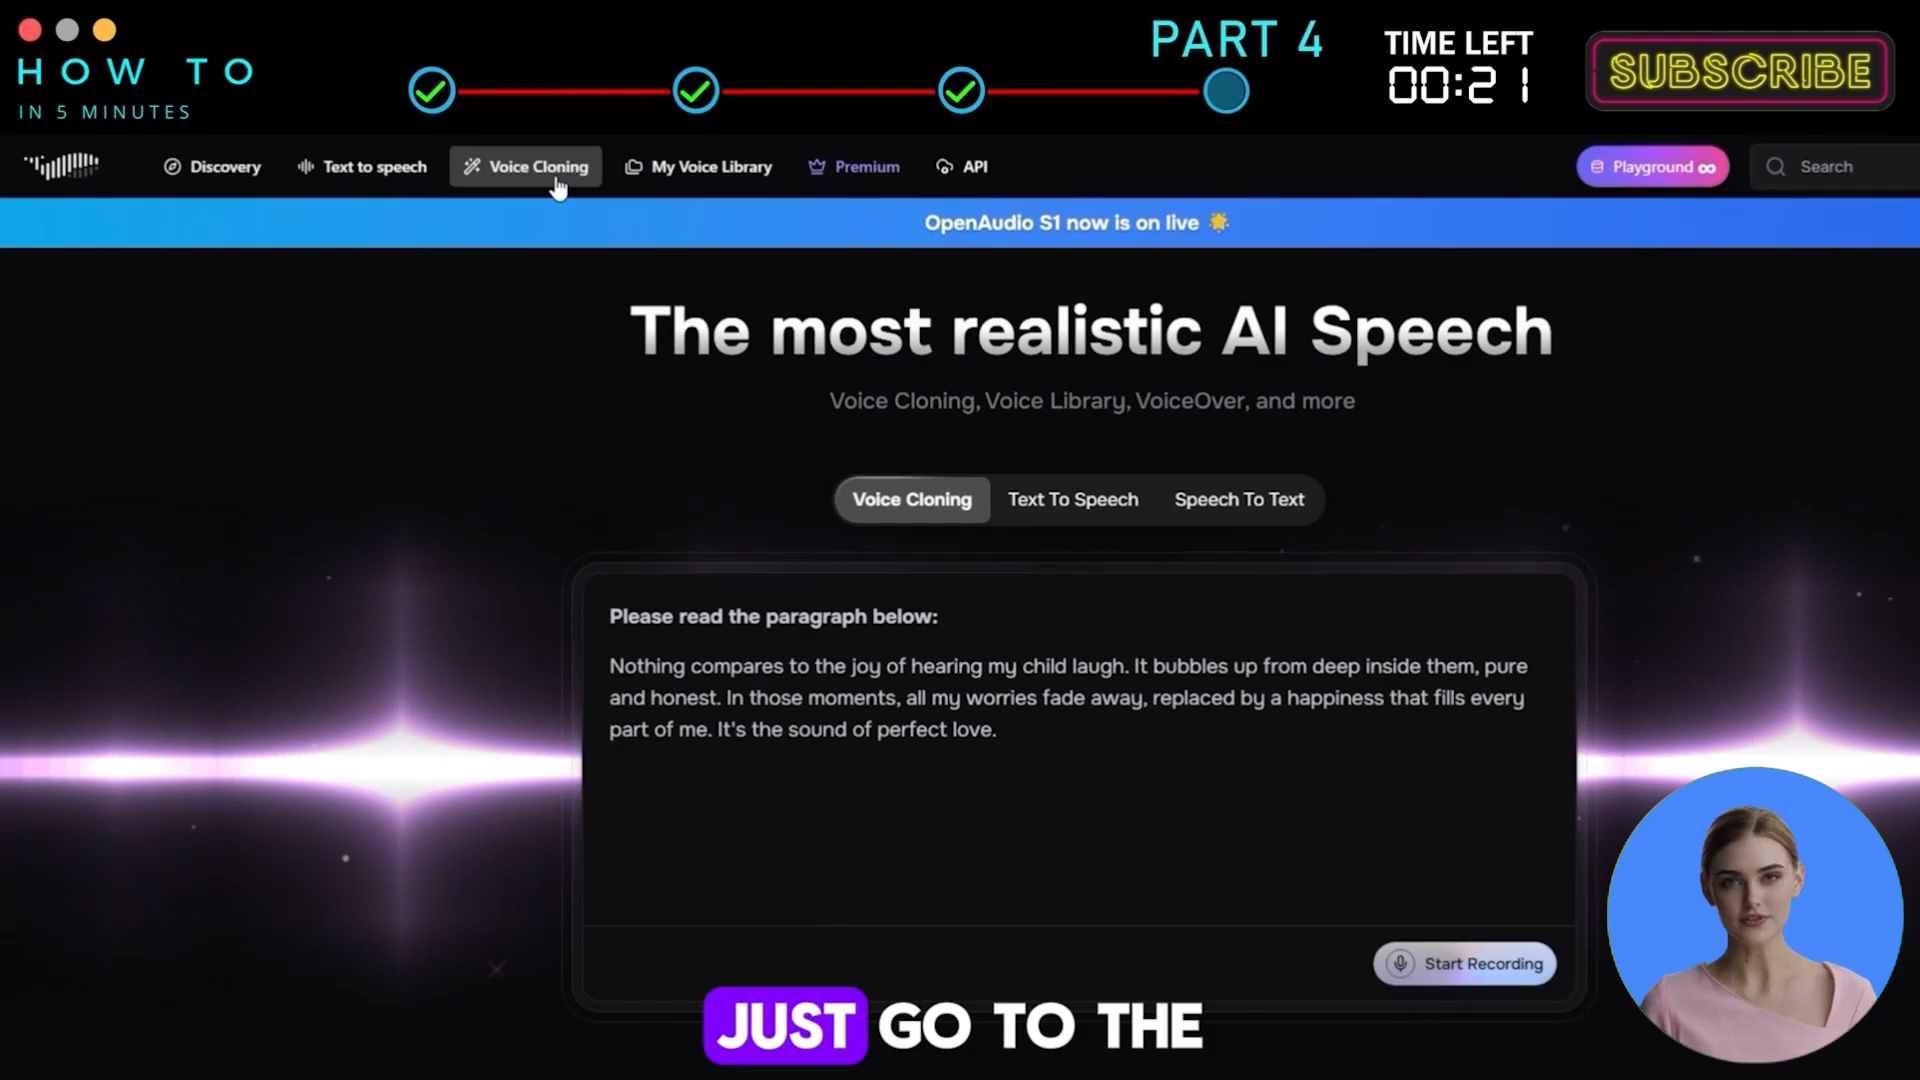 HOW TO
IN 5 MINUTES
PART 4
TIME LEFT
00:21
SUBSCRIBE
Discovery
Text to speech
Voice Cloning
My Voice Library
Premium
API
Playground ∞
Search
OpenAudio S1 now is on live 🌟
The most realistic AI Speech
Voice Cloning, Voice Library, VoiceOver, and more
Voice Cloning
Text To Speech
Speech To Text
Please read the paragraph below:
Nothing compares to the joy of hearing my child laugh. It bubbles up from deep inside them, pure
and honest. In those moments, all my worries fade away, replaced by a happiness that fills every
part of me. It's the sound of perfect love.
Start Recording
JUST GO TO THE